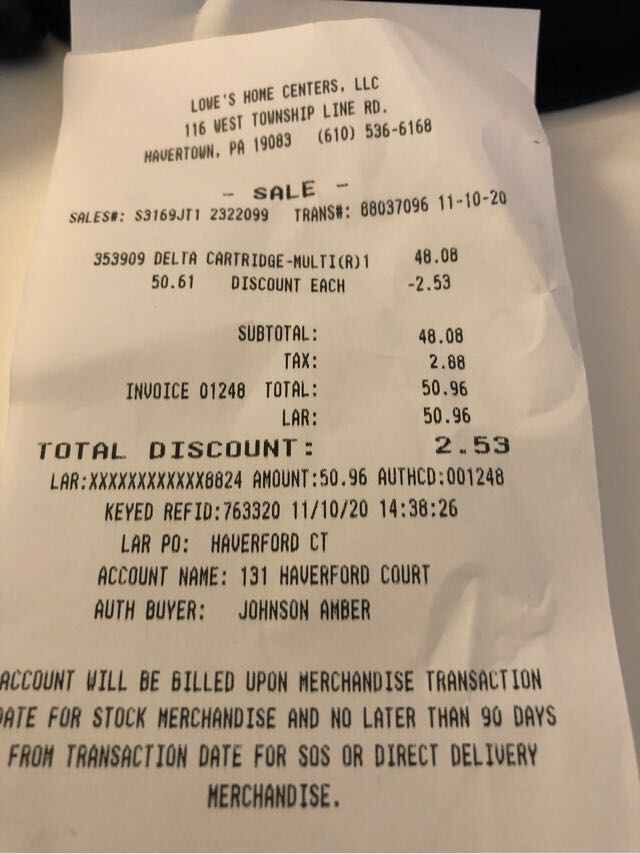 LOWE'S HOME CENTERS, LLC
116 WEST TOWNSHIP LINE RD.
HAVERTOWN, PA 19083 (610) 536-6168
- SALE -
SALES#: S3169JT1 2322099 TRANS#: 88037096 11-10-20
353909 DELTA CARTRIDGE-MULTI(R)1 48.08
50.61 DISCOUNT EACH -2.53
SUBTOTAL: 48.08
TAX: 2.88
INVOICE 01248 TOTAL: 50.96
LAR: 50.96
TOTAL DISCOUNT: 2.53
LAR:XXXXXXXXXXXX8824 AMOUNT:50.96 AUTHCD:001248
KEYED REFID:763320 11/10/20 14:38:26
LAR PO: HAVERFORD CT
ACCOUNT NAME: 131 HAVERFORD COURT
AUTH BUYER: JOHNSON AMBER
ACCOUNT WILL BE BILLED UPON MERCHANDISE TRANSACTION
DATE FOR STOCK MERCHANDISE AND NO LATER THAN 90 DAYS
FROM TRANSACTION DATE FOR SOS OR DIRECT DELIVERY
MERCHANDISE.